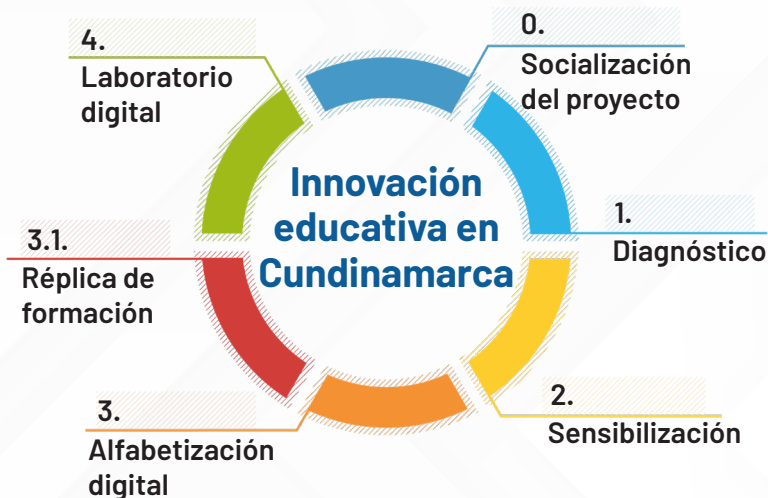 Innovación
educativa en
Cundinamarca
0.
Socialización
del proyecto
1.
Diagnóstico
2.
Sensibilización
3.
Alfabetización
digital
3.1.
Réplica de
formación
4.
Laboratorio
digital